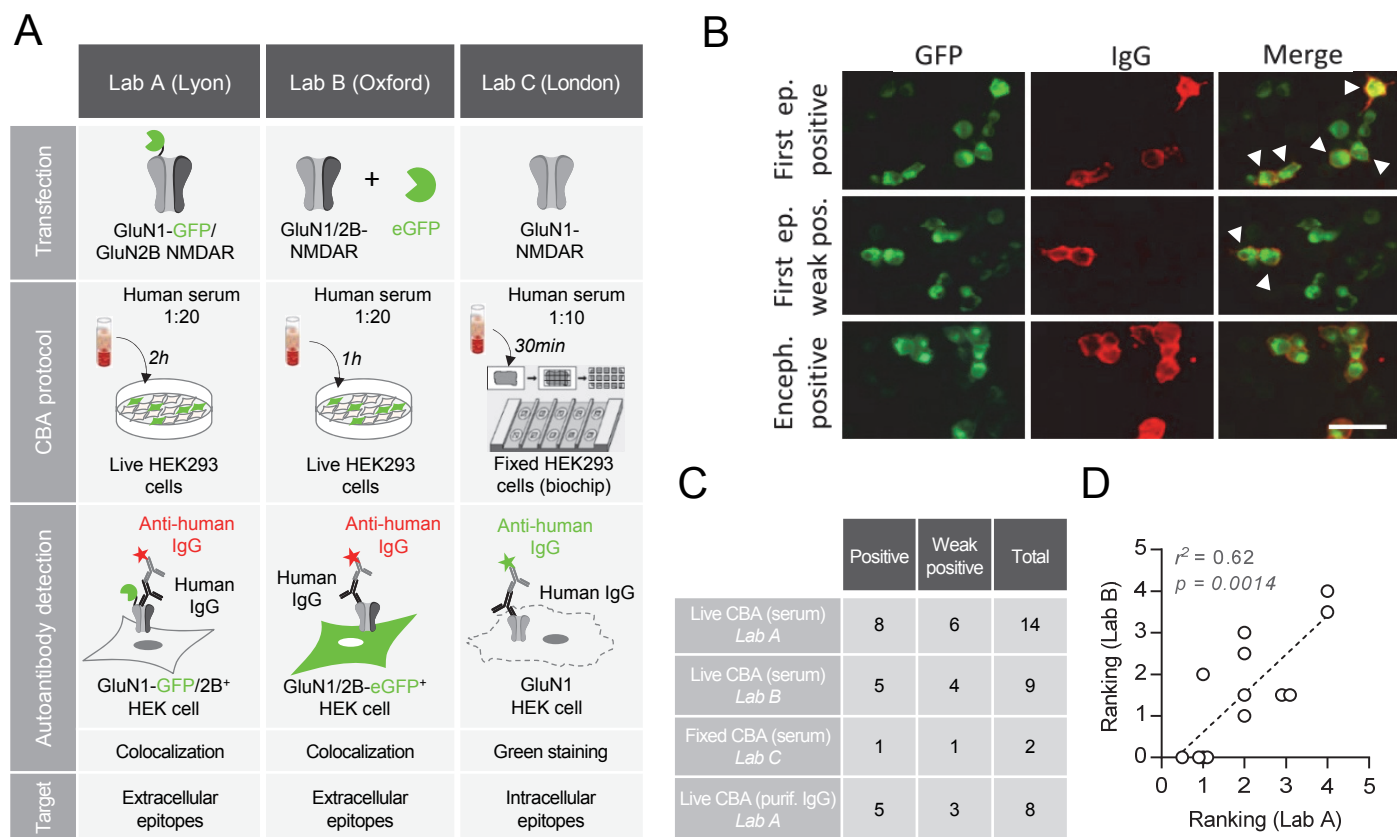 A
Lab A (Lyon)
Lab B (Oxford)
Lab C (London)
Transfection
GluN1-GFP/
GluN2B NMDAR
GluN1/2B-
NMDAR
+
eGFP
GluN1-
NMDAR
CBA protocol
Human serum
1:20
2h
Live HEK293
cells
Human serum
1:20
1h
Live HEK293
cells
Human serum
1:10
30min
Fixed HEK293
cells (biochip)
Autoantibody detection
Anti-human
IgG
Human
IgG
GluN1-GFP/2B+
HEK cell
Anti-human
IgG
Human
IgG
GluN1/2B-eGFP+
HEK cell
Anti-human
IgG
Human IgG
GluN1
HEK cell
Colocalization
Colocalization
Green staining
Target
Extracellular
epitopes
Extracellular
epitopes
Intracellular
epitopes
B
GFP
IgG
Merge
First ep.
positive
First ep.
weak pos.
Enceph.
positive
C
Positive
Weak
positive
Total
Live CBA (serum)
Lab A
8
6
14
Live CBA (serum)
Lab B
5
4
9
Fixed CBA (serum)
Lab C
1
1
2
Live CBA (purif. IgG)
Lab A
5
3
8
D
r² = 0.62
p = 0.0014
Ranking (Lab B)
5
4
3
2
1
0
0 1 2 3 4 5
Ranking (Lab A)